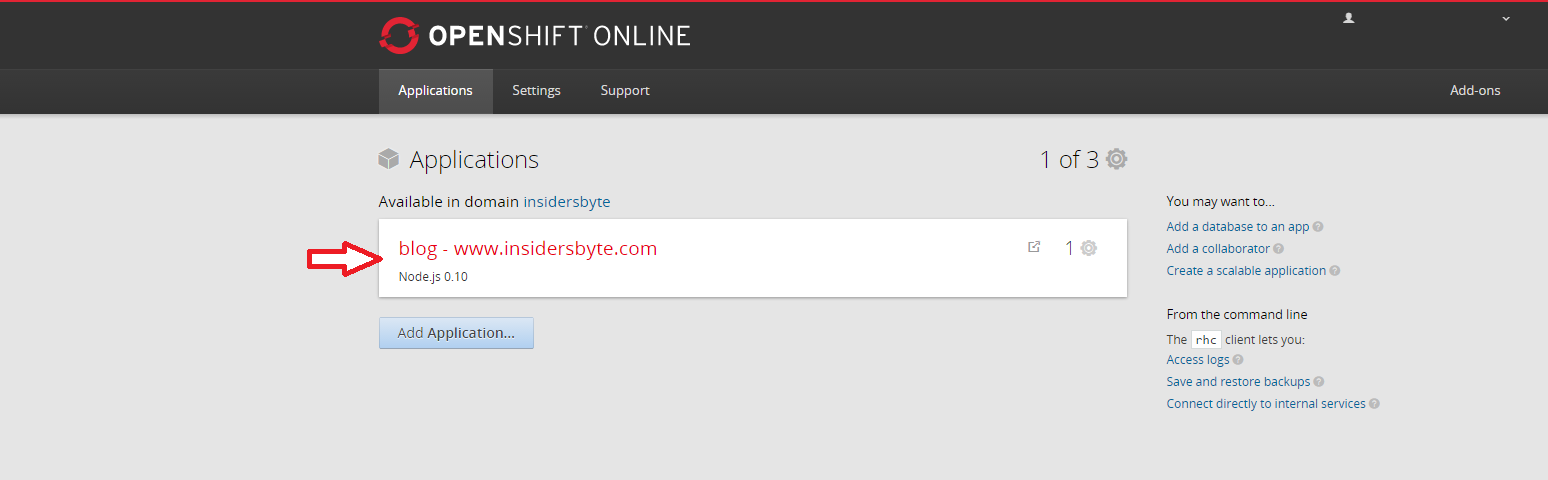 OPENSHIFT ONLINE
Applications
Settings
Support
Add-ons
Applications
1 of 3
Available in domain insidersbyte
blog - www.insidersbyte.com
1
Node.js 0.10
Add Application...
You may want to...
Add a database to an app ?
Add a collaborator ?
Create a scalable application ?
From the command line
The rhc client lets you:
Access logs ?
Save and restore backups ?
Connect directly to internal services ?